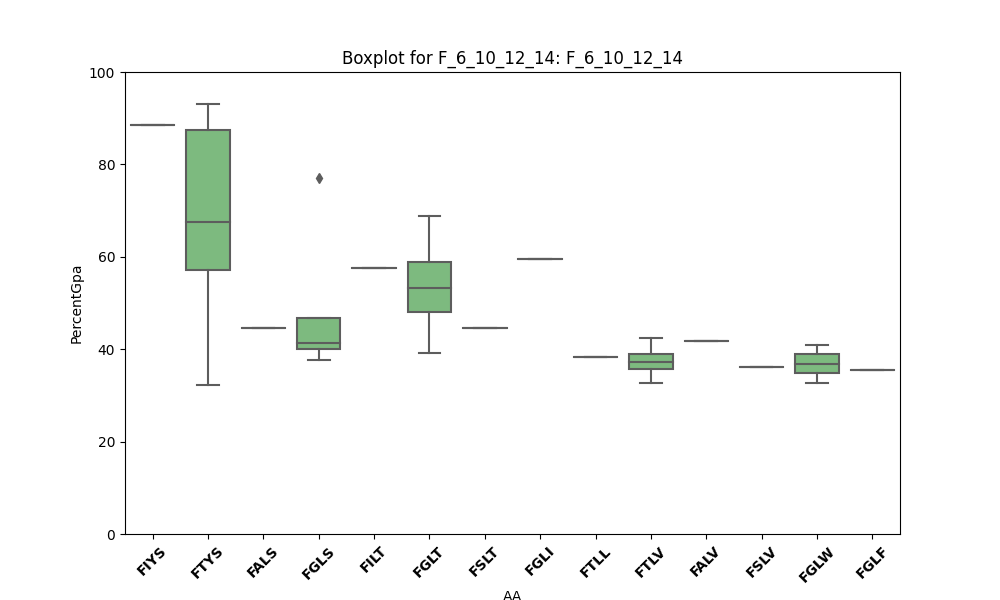 Boxplot for F_6_10_12_14: F_6_10_12_14
100
80
60
40
20
0
PercentGpa
FIYS
FTYS
FALS
FGLS
FILT
FGLT
FSLT
FGLI
FTLL
FTLV
FALV
FSLV
FGLW
FGLF
AA